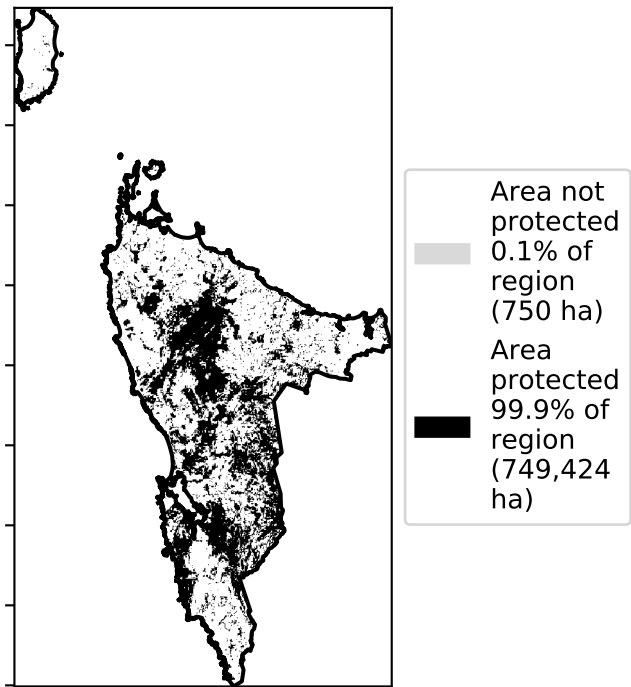 Area not
protected
0.1% of
region
(750 ha)
Area
protected
99.9% of
region
(749,424
ha)